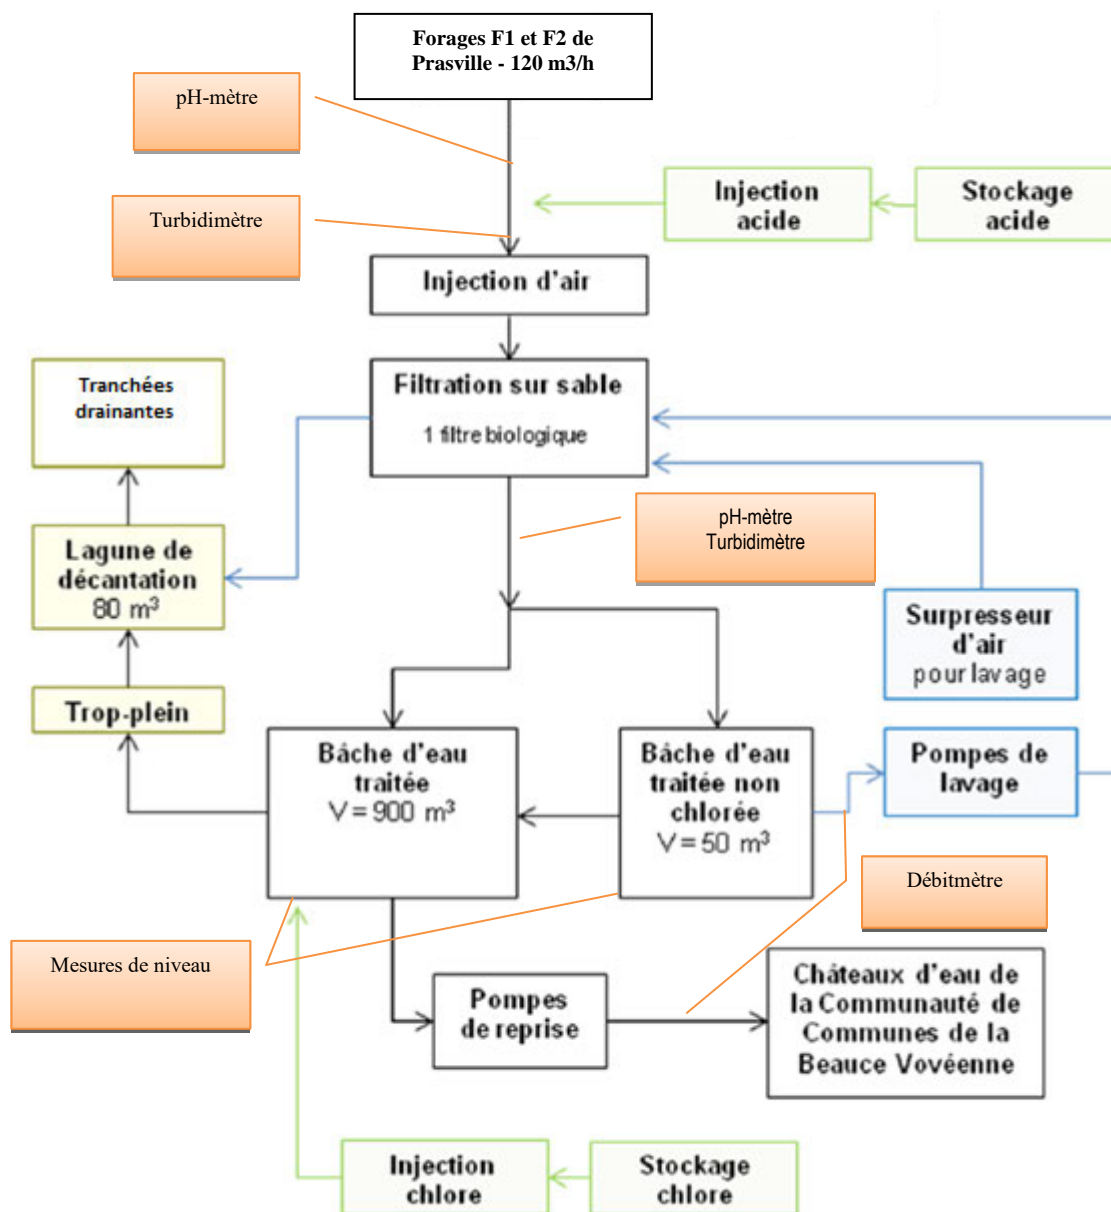 Forages F1 et F2 de
Prasville - 120 m3/h
pH-mètre
Injection
acide
Stockage
acide
Turbidimètre
Injection d'air
Filtration sur sable
1 filtre biologique
Tranchées
drainantes
pH-mètre
Turbidimètre
Lagune de
décantation
80 m³
Surpresseur
d'air
pour lavage
Trop-plein
Bâche d'eau
traitée
V = 900 m³
Bâche d'eau
traitée non
chlorée
V = 50 m³
Pompes de
lavage
Débitmètre
Mesures de niveau
Pompes
de reprise
Châteaux d'eau de
la Communauté de
Communes de la
Beauce Vovéenne
Injection
chlore
Stockage
chlore